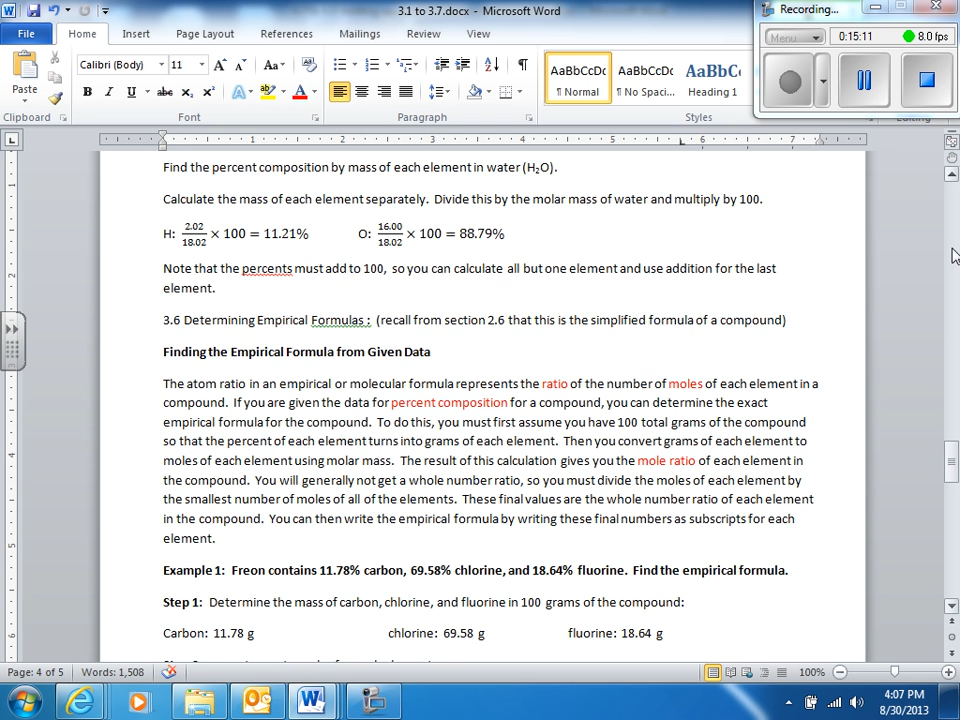 3.1 to 3.7.docx - Microsoft Word
Recording...
File Home Insert Page Layout References Mailings Review View
Menu 0:15:11 8.0 fps
Calibri (Body) 11
AaBbCcDc AaBbCcDc AaBbC
Paste
¶ Normal ¶ No Spaci... Heading 1
Clipboard Font Paragraph Styles
1 2 3 4 5 6 7
Find the percent composition by mass of each element in water (H₂O).
Calculate the mass of each element separately. Divide this by the molar mass of water and multiply by 100.
H: 2.02/18.02 × 100 = 11.21% O: 16.00/18.02 × 100 = 88.79%
Note that the percents must add to 100, so you can calculate all but one element and use addition for the last
element.
3.6 Determining Empirical Formulas : (recall from section 2.6 that this is the simplified formula of a compound)
Finding the Empirical Formula from Given Data
The atom ratio in an empirical or molecular formula represents the ratio of the number of moles of each element in a
compound. If you are given the data for percent composition for a compound, you can determine the exact
empirical formula for the compound. To do this, you must first assume you have 100 total grams of the compound
so that the percent of each element turns into grams of each element. Then you convert grams of each element to
moles of each element using molar mass. The result of this calculation gives you the mole ratio of each element in
the compound. You will generally not get a whole number ratio, so you must divide the moles of each element by
the smallest number of moles of all of the elements. These final values are the whole number ratio of each element
in the compound. You can then write the empirical formula by writing these final numbers as subscripts for each
element.
Example 1: Freon contains 11.78% carbon, 69.58% chlorine, and 18.64% fluorine. Find the empirical formula.
Step 1: Determine the mass of carbon, chlorine, and fluorine in 100 grams of the compound:
Carbon: 11.78 g chlorine: 69.58 g fluorine: 18.64 g
Page: 4 of 5 Words: 1,508 100%
4:07 PM
8/30/2013